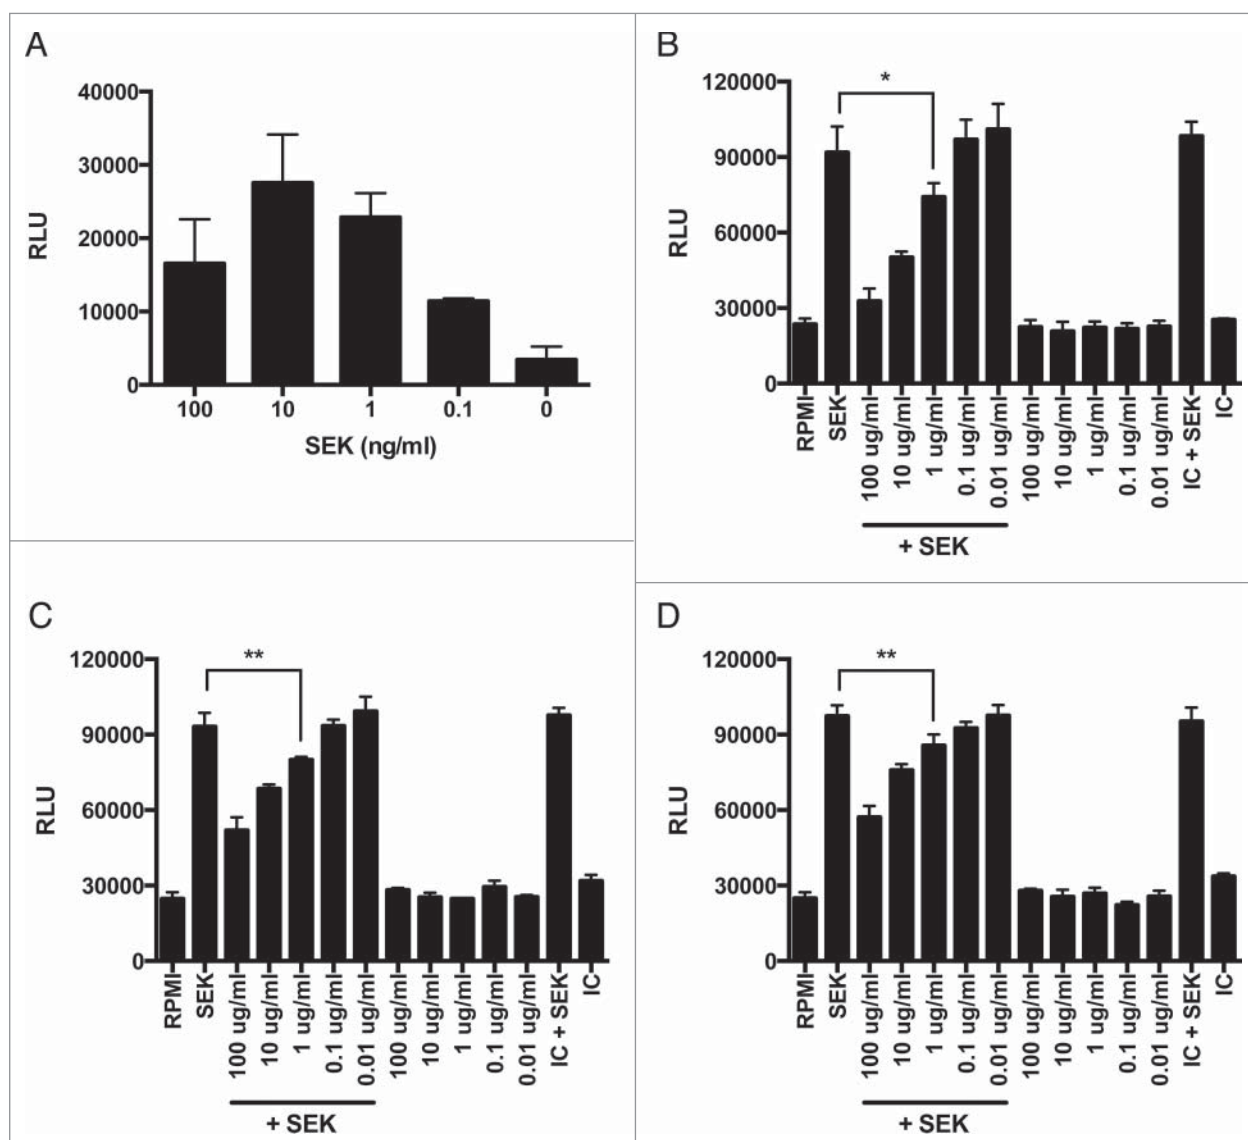 A
40000
30000
20000
10000
0
RLU
100 10 1 0.1 0
SEK (ng/ml)
B
*
120000
90000
60000
30000
0
RLU
RPMI
SEK
100 ug/ml
10 ug/ml
1 ug/ml
0.1 ug/ml
0.01 ug/ml
100 ug/ml
10 ug/ml
1 ug/ml
0.1 ug/ml
0.01 ug/ml
IC + SEK
IC
+ SEK
C
**
120000
90000
60000
30000
0
RLU
RPMI
SEK
100 ug/ml
10 ug/ml
1 ug/ml
0.1 ug/ml
0.01 ug/ml
100 ug/ml
10 ug/ml
1 ug/ml
0.1 ug/ml
0.01 ug/ml
IC + SEK
IC
+ SEK
D
**
120000
90000
60000
30000
0
RLU
RPMI
SEK
100 ug/ml
10 ug/ml
1 ug/ml
0.1 ug/ml
0.01 ug/ml
100 ug/ml
10 ug/ml
1 ug/ml
0.1 ug/ml
0.01 ug/ml
IC + SEK
IC
+ SEK